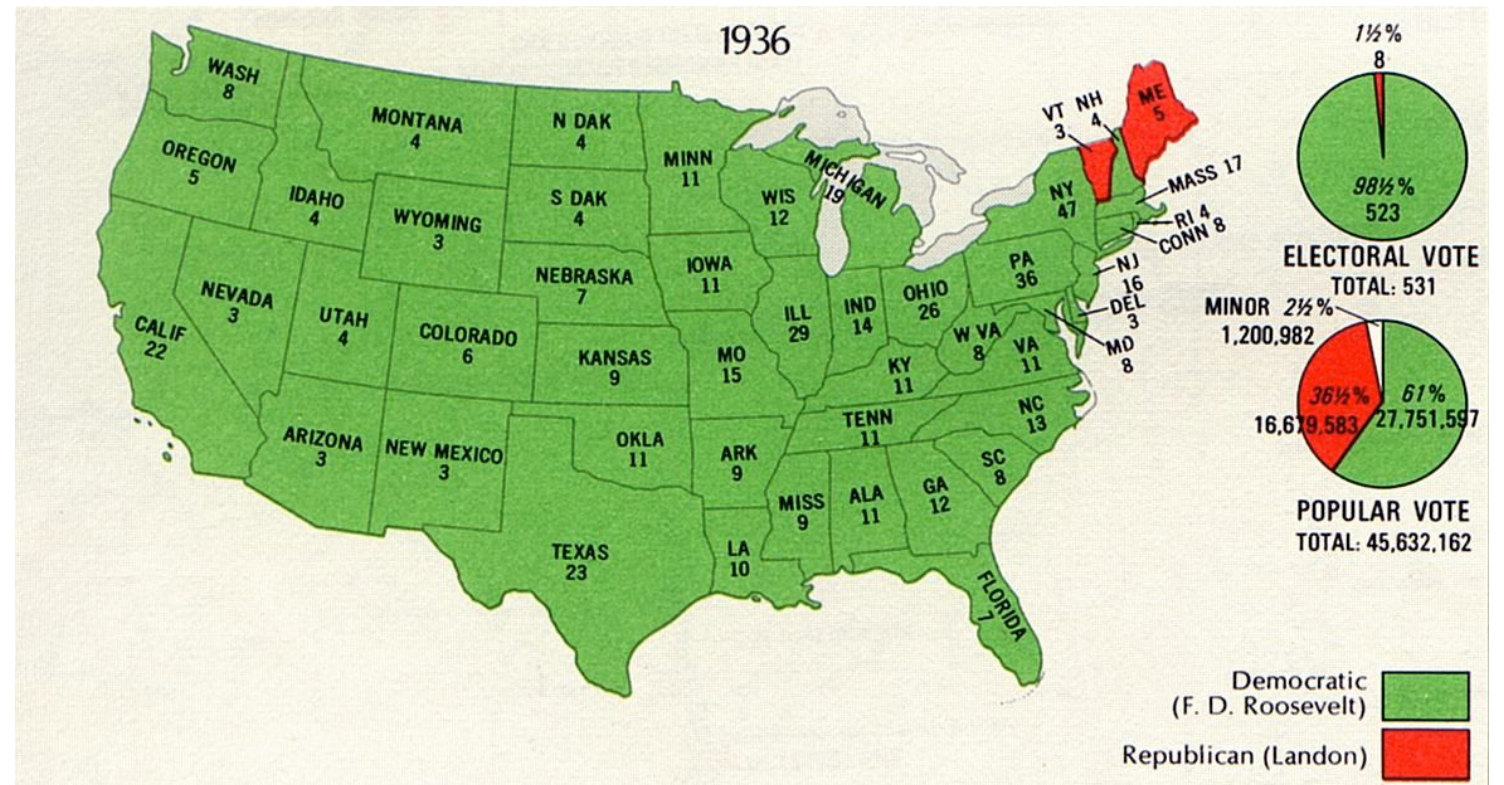 1936
WASH
8
OREGON
5
CALIF
22
IDAHO
4
NEVADA
3
MONTANA
4
WYOMING
3
UTAH
4
COLORADO
6
ARIZONA
3
NEW MEXICO
3
N DAK
4
S DAK
4
NEBRASKA
7
KANSAS
9
OKLA
11
TEXAS
23
MINN
11
IOWA
11
MO
15
ARK
9
LA
10
WIS
12
ILL
29
MICHIGAN
19
IND
14
OHIO
26
KY
11
TENN
11
MISS
9
ALA
11
GA
12
FLORIDA
7
SC
8
NC
13
VA
11
W VA
8
PA
36
NY
47
VT
3
NH
4
ME
5
MASS 17
RI 4
CONN 8
NJ
16
DEL
3
MD
8
1½%
8
98½%
523
ELECTORAL VOTE
TOTAL: 531
MINOR 2½%
1,200,982
36½%
16,679,583
61%
27,751,597
POPULAR VOTE
TOTAL: 45,632,162
Democratic
(F. D. Roosevelt)
Republican (Landon)